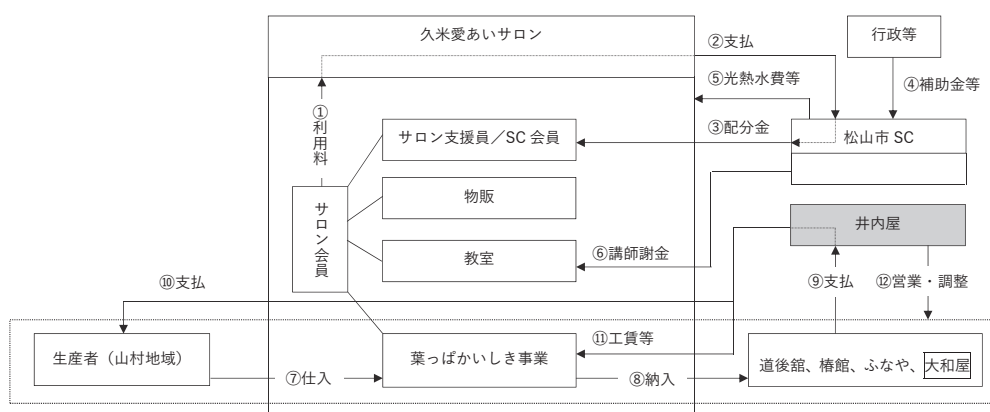 久米愛あいサロン
②支払
行政等
⑤光熱水費等
④補助金等
①利用料
③配分金
サロン支援員／SC 会員
松山市 SC
物販
サロン会員
井内屋
教室
⑥講師謝金
⑩支払
⑨支払
⑫営業・調整
⑪工賃等
生産者（山村地域）
葉っぱかいしき事業
道後舘、椿館、ふなや、大和屋
⑦仕入
⑧納入